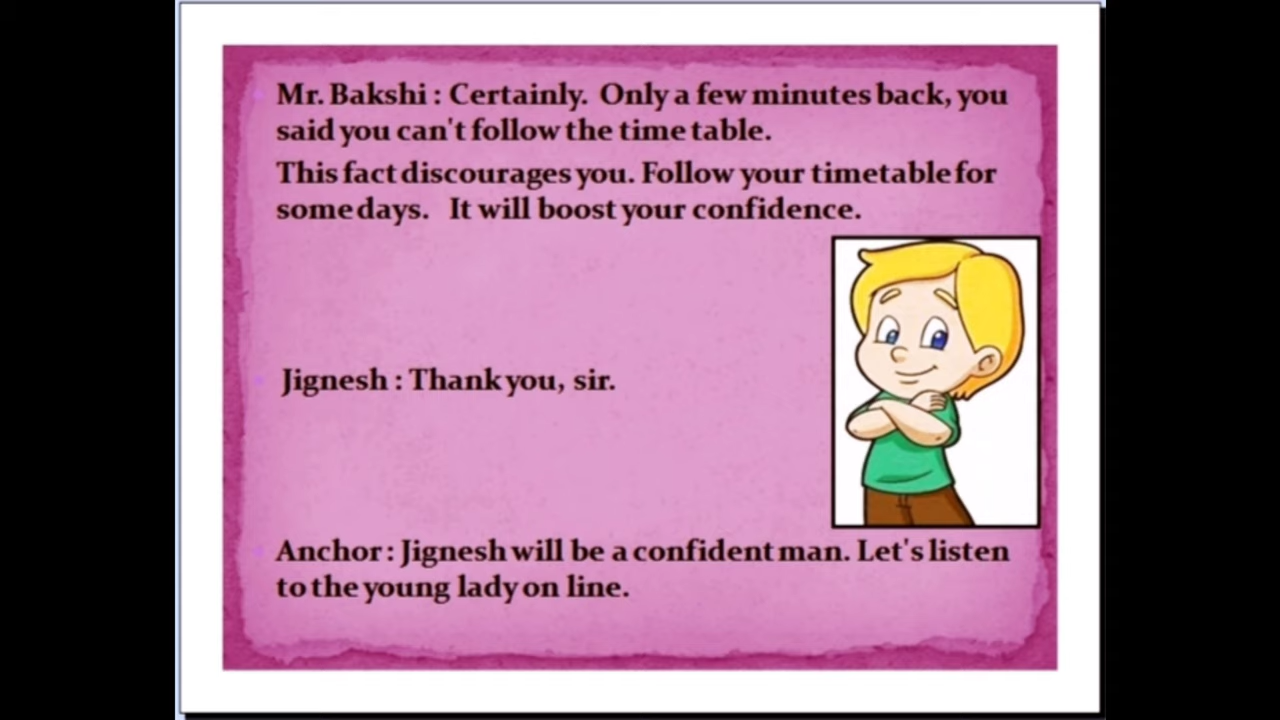 Mr. Bakshi : Certainly. Only a few minutes back, you
said you can't follow the time table.
This fact discourages you. Follow your timetable for
some days. It will boost your confidence.
Jignesh : Thank you, sir.
Anchor : Jignesh will be a confident man. Let's listen
to the young lady on line.